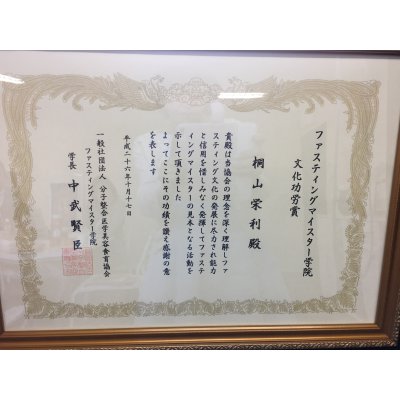 ファスティングマイスター学院
文化功労賞
桐山栄利殿
貴殿は当協会の理念を深く理解しファ
スティング文化の発展に尽力され能力
と信用を惜しみなく発揮してファステ
ィングマイスターの見本となる活動を
示して頂きました
よってここにその功績を讃え感謝の意
を表します
平成二十六年十月十七日
一般社団法人 分子整合医学美容食育協会
ファスティングマイスター学院
学長 中武賢臣